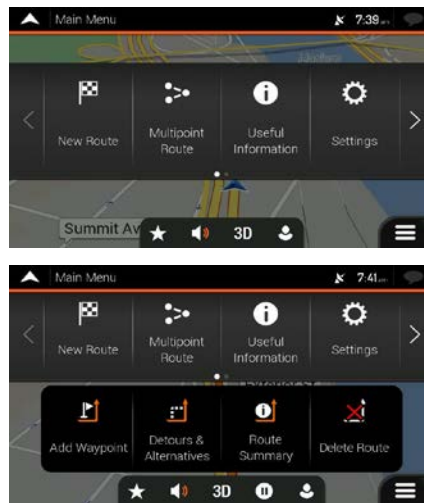 Main Menu 7:39
New Route
Multipoint
Route
Useful
Information
Settings
Summit Av
3D
Main Menu 7:41
New Route
Multipoint
Route
Useful
Information
Settings
Add Waypoint
Detours &
Alternatives
Route
Summary
Delete Route
3D